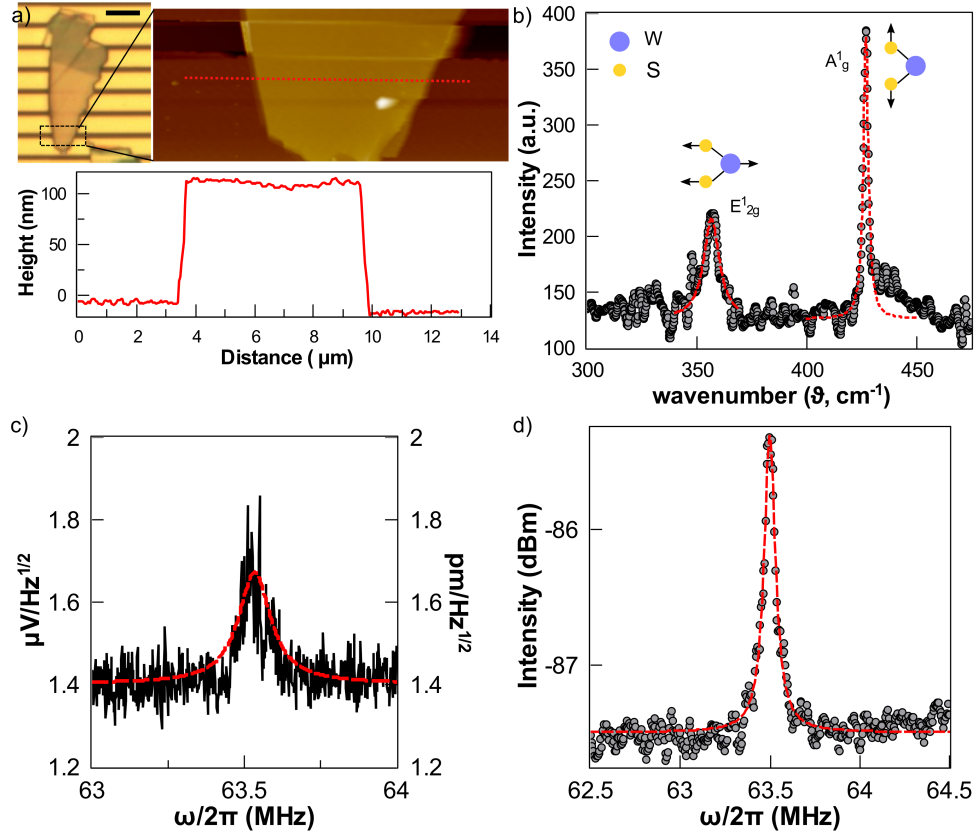 a)
Height (nm)
100
50
0
0 2 4 6 8 10 12 14
Distance ( µm)
b)
Intensity (a.u.)
400
350
300
250
200
150
100
300 350 400 450
wavenumber (ϑ, cm⁻¹)
W
S
E¹₂g
A¹g
c)
µV/Hz¹/²
2
1.8
1.6
1.4
1.2
2
1.8
1.6
1.4
1.2
pm/Hz¹/²
63 63.5 64
ω/2π (MHz)
d)
Intensity (dBm)
-86
-87
62.5 63 63.5 64 64.5
ω/2π (MHz)